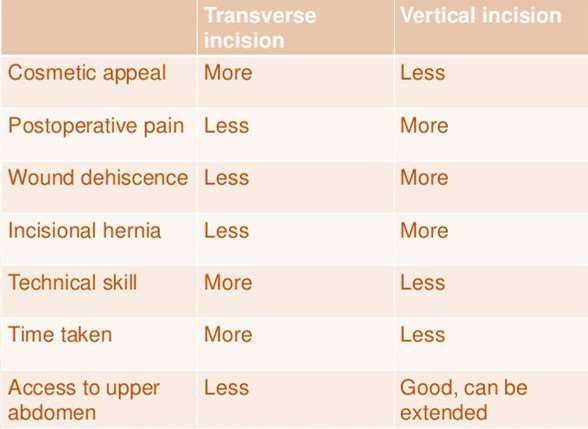 Transverse incision Vertical incision
Cosmetic appeal More Less
Postoperative pain Less More
Wound dehiscence Less More
Incisional hernia Less More
Technical skill More Less
Time taken More Less
Access to upper abdomen Less Good, can be extended